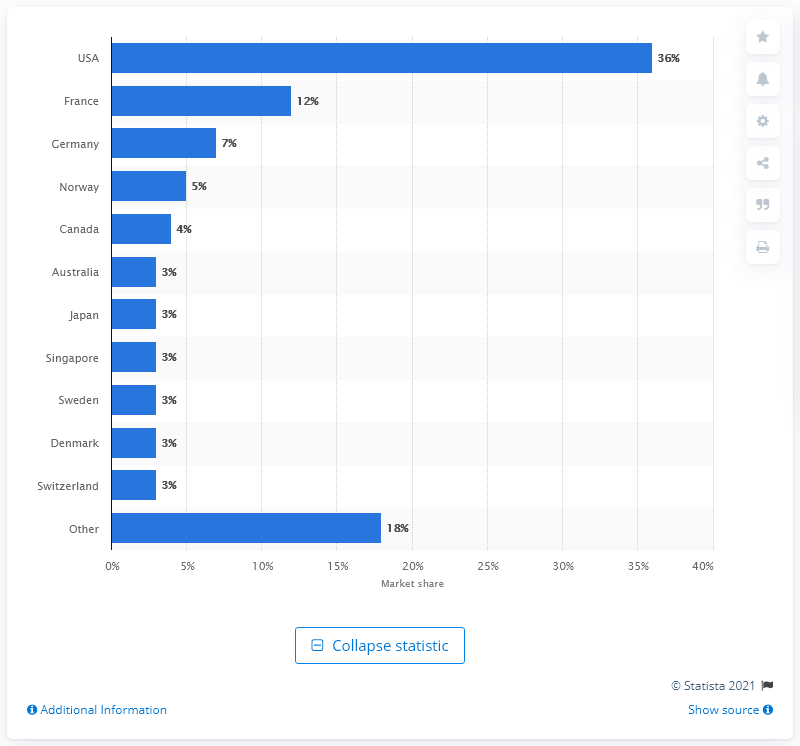 USA 36%
France 12%
Germany 7%
Norway 5%
Canada 4%
Australia 3%
Japan 3%
Singapore 3%
Sweden 3%
Denmark 3%
Switzerland 3%
Other 18%
0% 5% 10% 15% 20% 25% 30% 35% 40%
Market share
Collapse statistic
© Statista 2021
Additional Information Show source